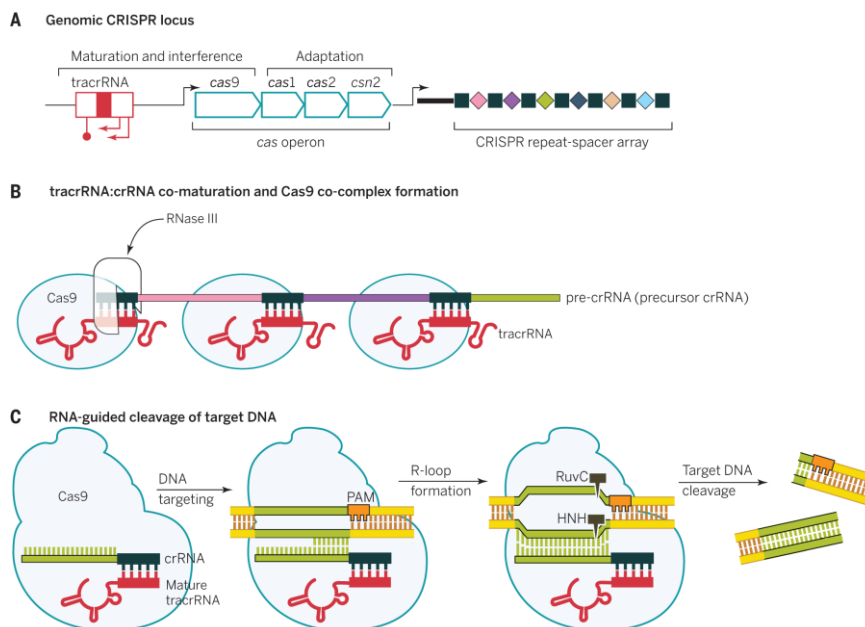 A Genomic CRISPR locus
Maturation and interference
Adaptation
tracrRNA
cas9
cas1
cas2
csn2
cas operon
CRISPR repeat-spacer array
B tracrRNA:crRNA co-maturation and Cas9 co-complex formation
RNase III
Cas9
pre-crRNA (precursor crRNA)
tracrRNA
C RNA-guided cleavage of target DNA
Cas9
DNA
targeting
PAM
R-loop
formation
RuvC
HNH
Target DNA
cleavage
crRNA
Mature
tracrRNA